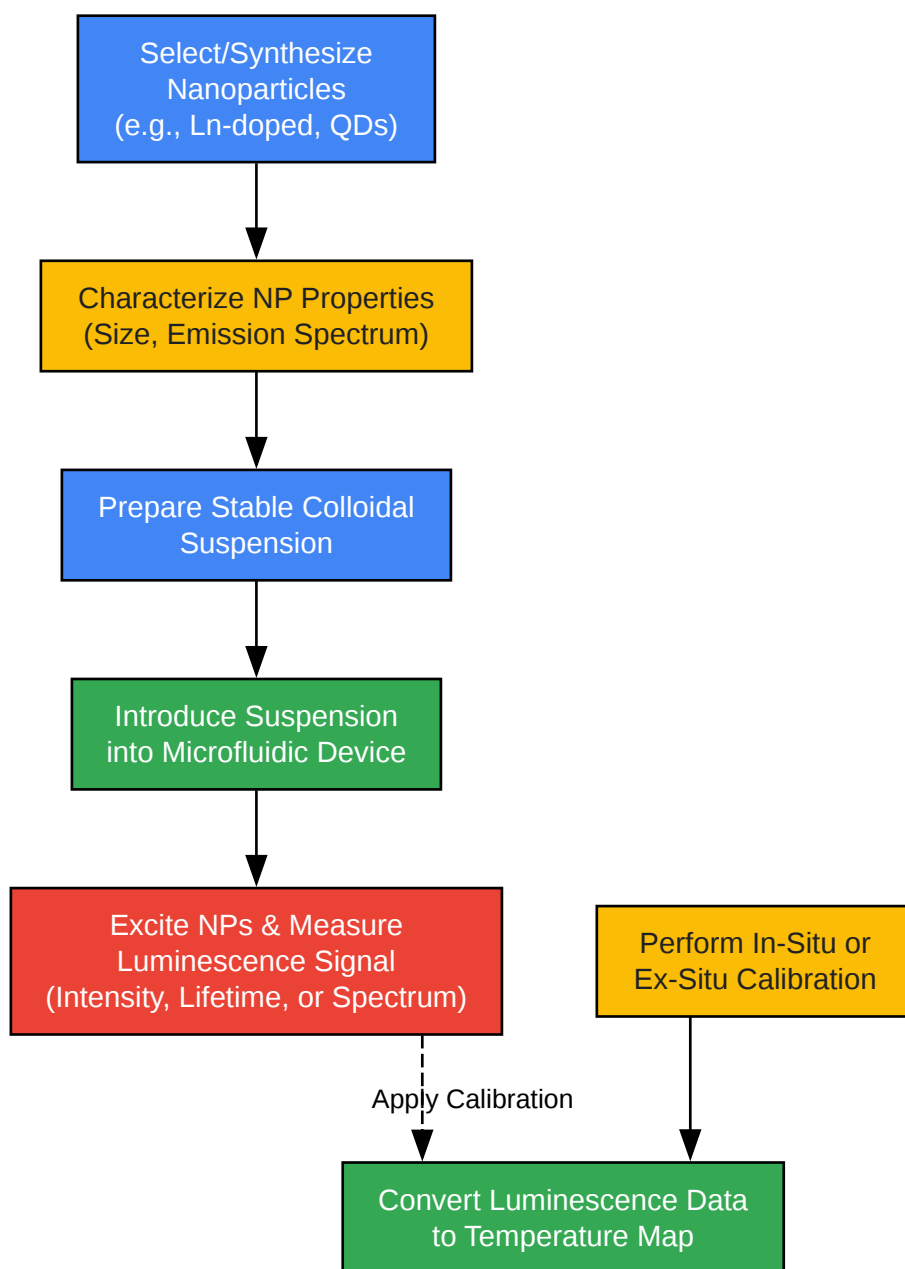 Select/Synthesize
Nanoparticles
(e.g., Ln-doped, QDs)
Characterize NP Properties
(Size, Emission Spectrum)
Prepare Stable Colloidal
Suspension
Introduce Suspension
into Microfluidic Device
Excite NPs & Measure
Luminescence Signal
(Intensity, Lifetime, or Spectrum)
Perform In-Situ or
Ex-Situ Calibration
Apply Calibration
Convert Luminescence Data
to Temperature Map